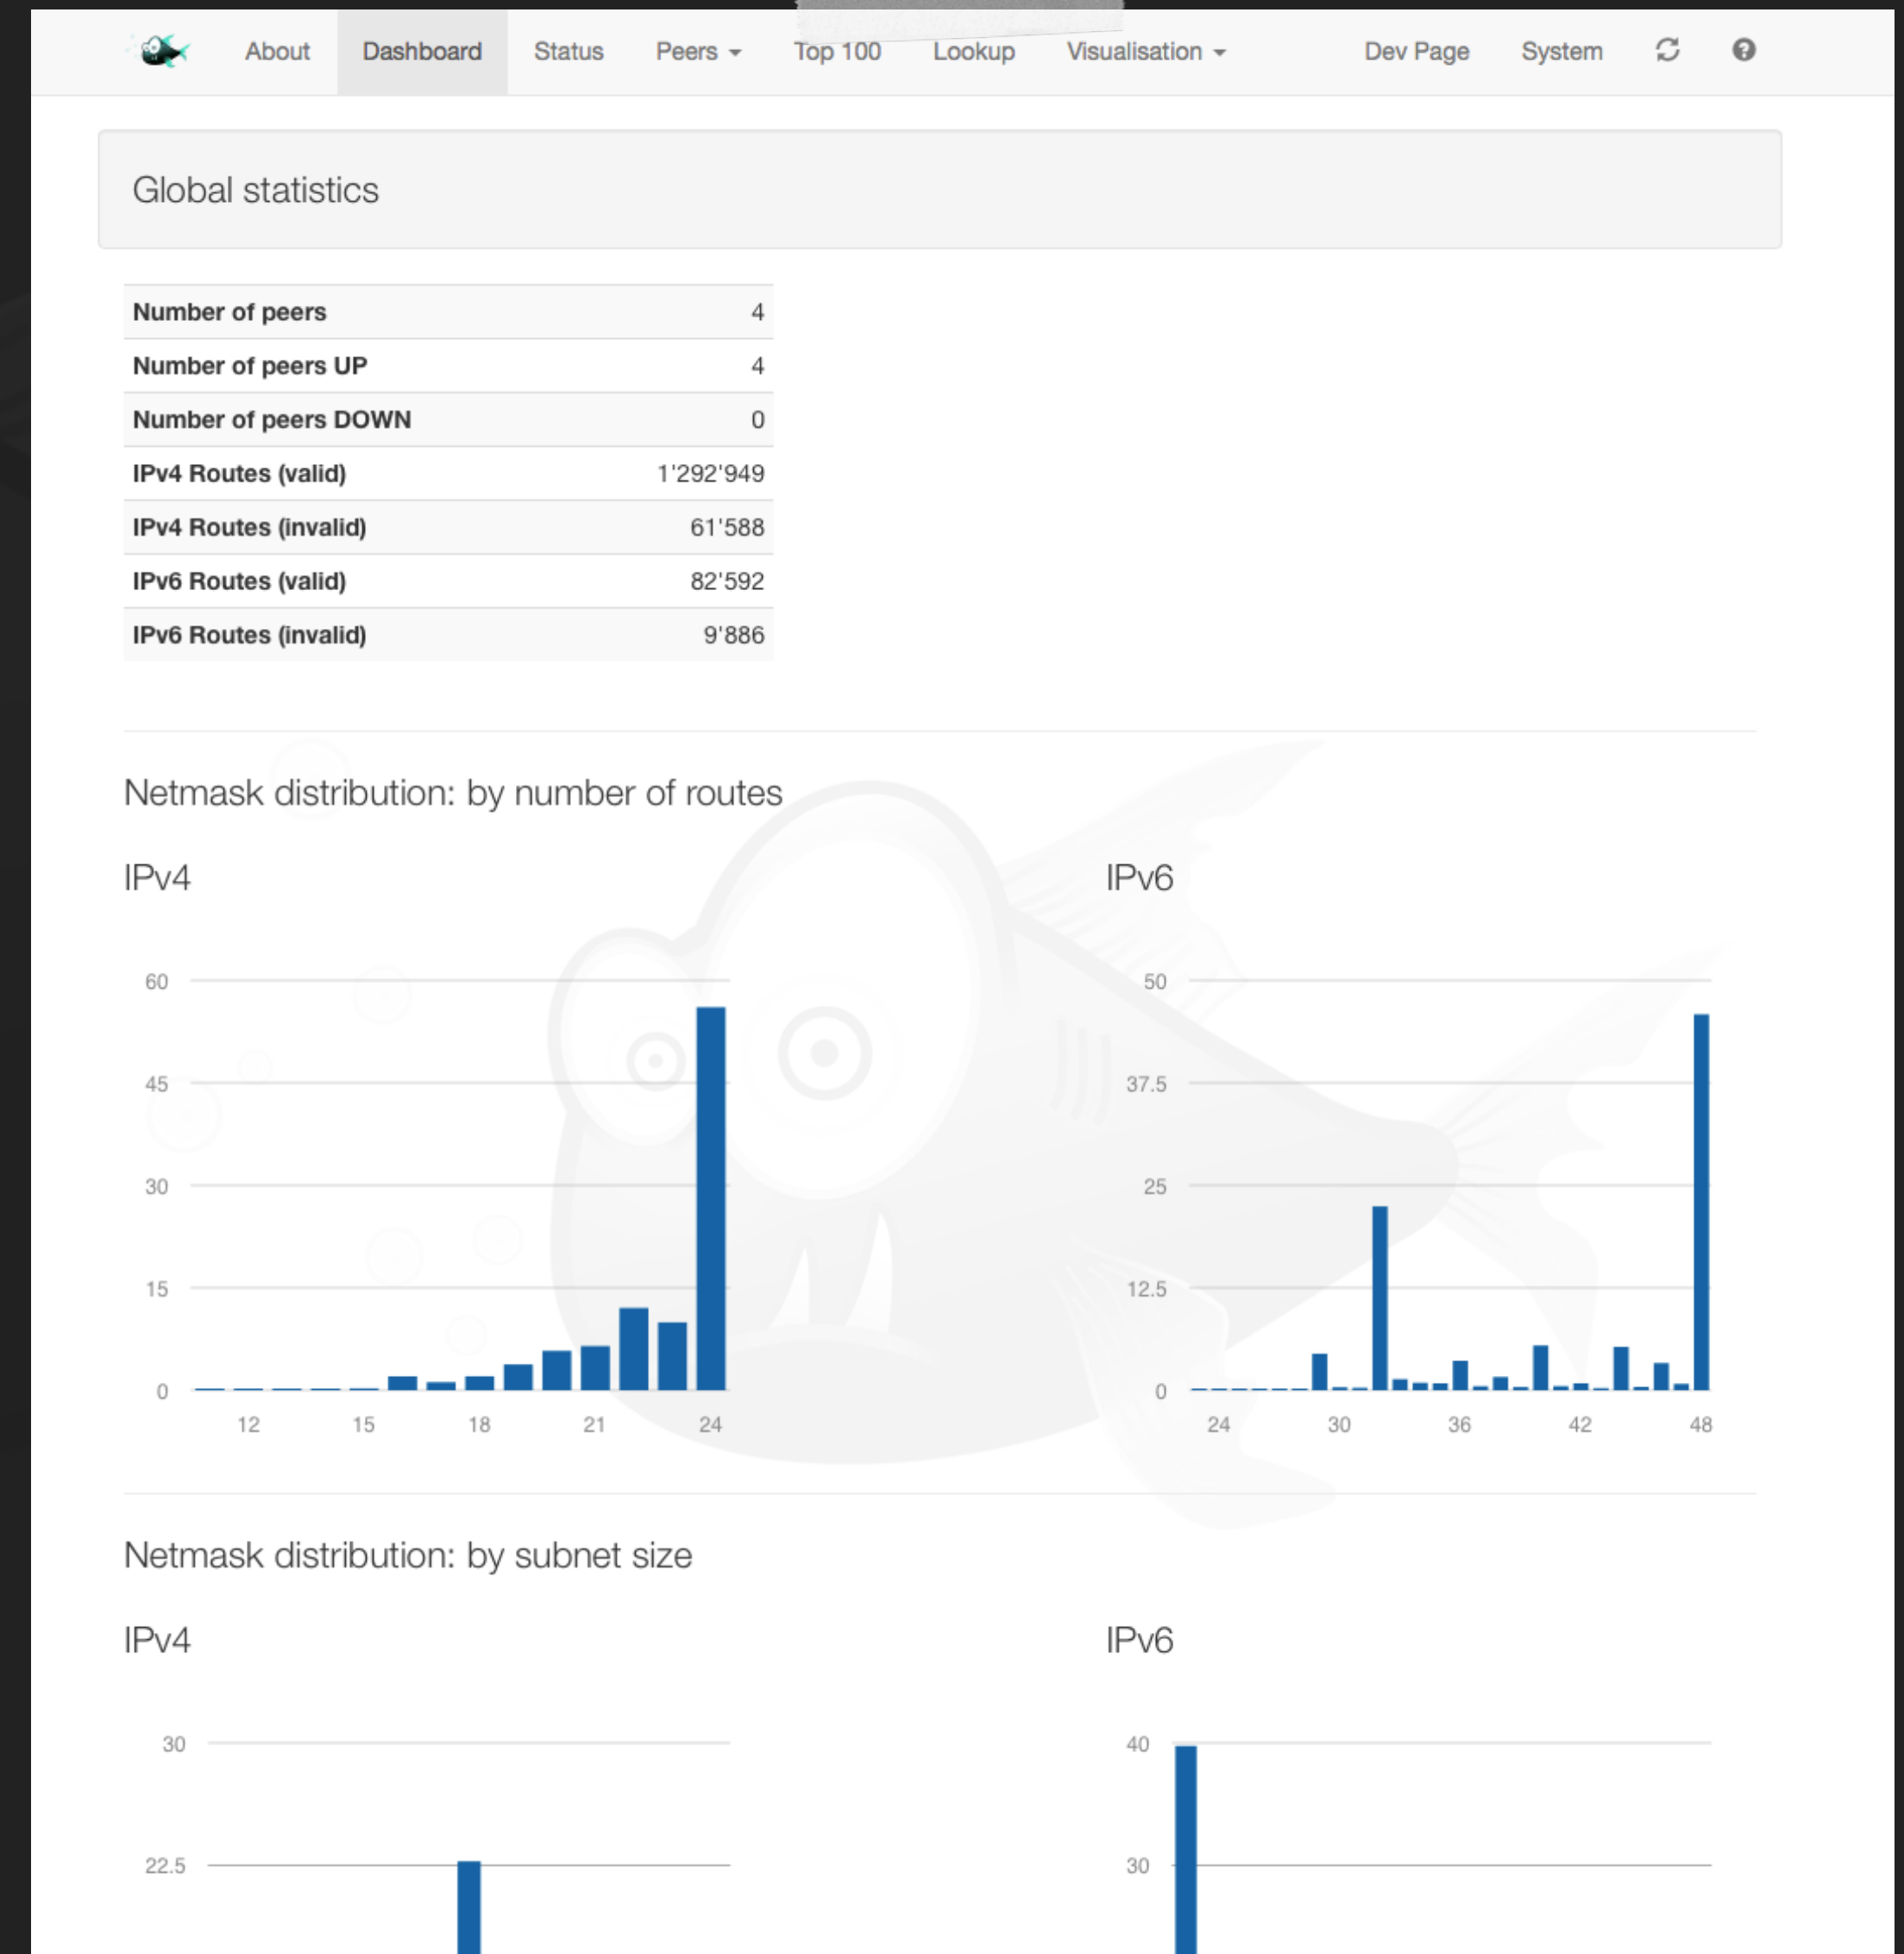 About Dashboard Status Peers Top 100 Lookup Visualisation Dev Page System
Global statistics
Number of peers 4
Number of peers UP 4
Number of peers DOWN 0
IPv4 Routes (valid) 1'292'949
IPv4 Routes (invalid) 61'588
IPv6 Routes (valid) 82'592
IPv6 Routes (invalid) 9'886
Netmask distribution: by number of routes
IPv4
60
45
30
15
0
12 15 18 21 24
IPv6
50
37.5
25
12.5
0
24 30 36 42 48
Netmask distribution: by subnet size
IPv4
30
22.5
IPv6
40
30